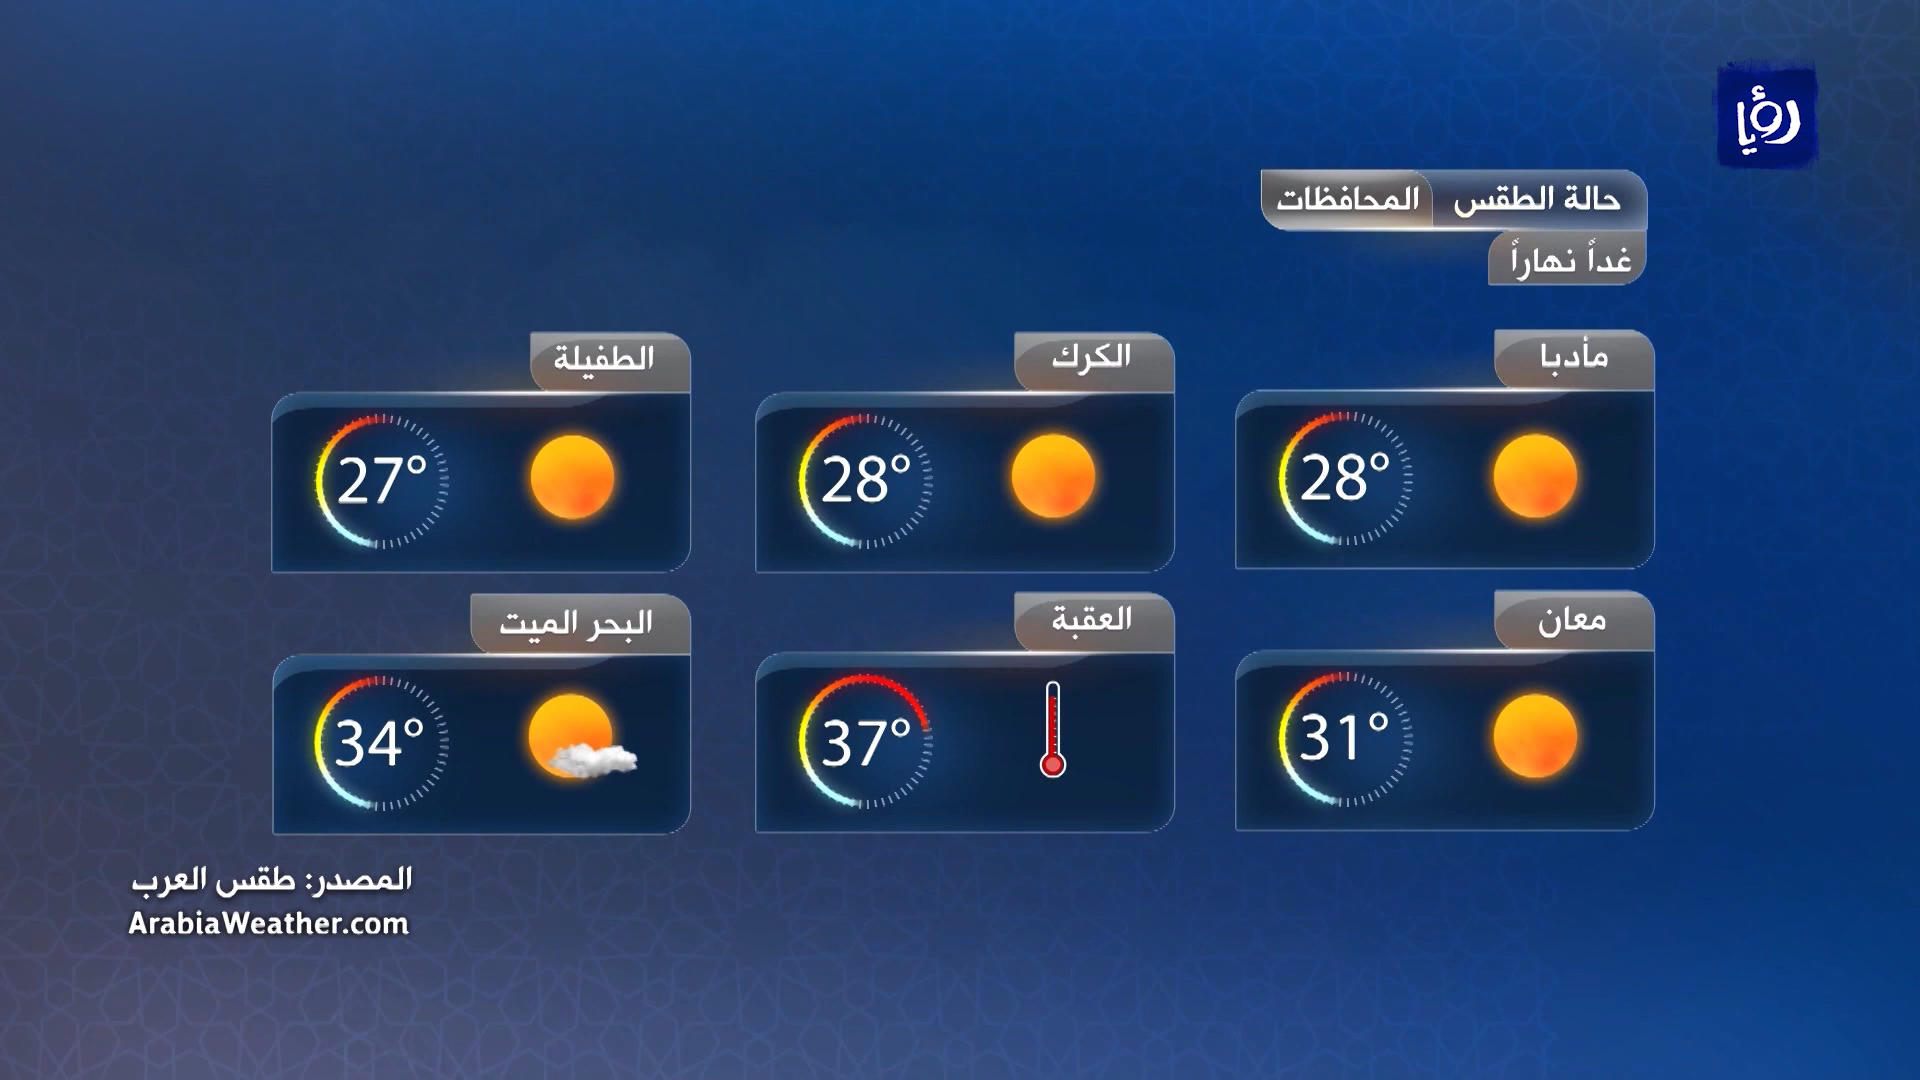 رؤيا
حالة الطقس المحافظات
غداً نهاراً
مأدبا
28°
الكرك
28°
الطفيلة
27°
معان
31°
العقبة
37°
البحر الميت
34°
المصدر: طقس العرب
ArabiaWeather.com